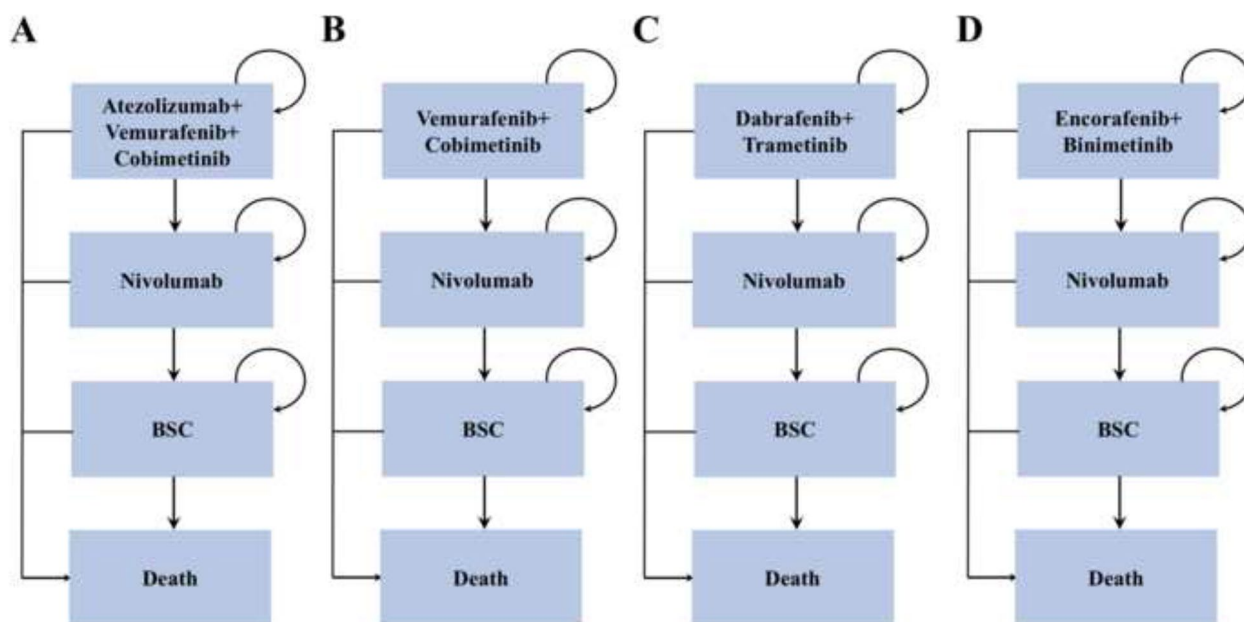 A
Atezolizumab+
Vemurafenib+
Cobimetinib
Nivolumab
BSC
Death
B
Vemurafenib+
Cobimetinib
Nivolumab
BSC
Death
C
Dabrafenib+
Trametinib
Nivolumab
BSC
Death
D
Encorafenib+
Binimetinib
Nivolumab
BSC
Death